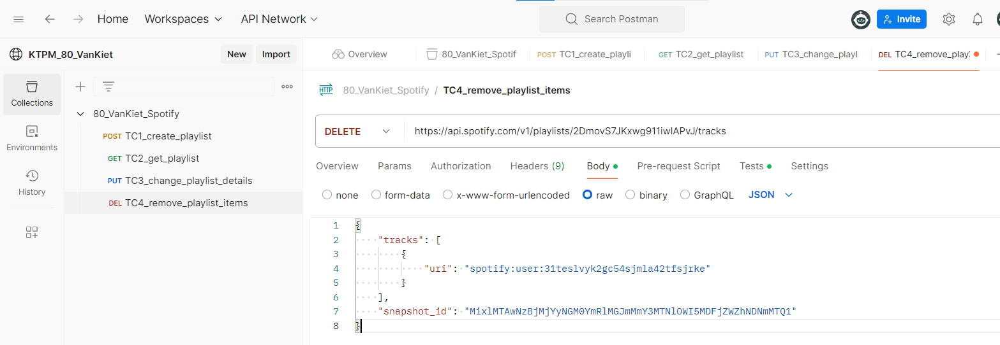 Home Workspaces API Network Search Postman Invite
KTPM_80_VanKiet New Import
Overview 80_VanKiet_Spotif POST TC1_create_playli GET TC2_get_playlist PUT TC3_change_playl DEL TC4_remove_play
Collections
Environments
History
80_VanKiet_Spotify
POST TC1_create_playlist
GET TC2_get_playlist
PUT TC3_change_playlist_details
DEL TC4_remove_playlist_items
HTTP 80_VanKiet_Spotify / TC4_remove_playlist_items
DELETE https://api.spotify.com/v1/playlists/2DmovS7JKxwg911iwlAPvJ/tracks
Overview Params Authorization Headers (9) Body Pre-request Script Tests Settings
none form-data x-www-form-urlencoded raw binary GraphQL JSON
1 {
2 "tracks": [
3 {
4 "uri": "spotify:user:31teslvyk2gc54sjmla42tfsjrke"
5 }
6 ],
7 "snapshot_id": "MixlMTAwNzBjMjYyNGM0YmRlMGJmMmY3MTNlOWI5MDFjZWZhNDNmMTQ1"
8 }